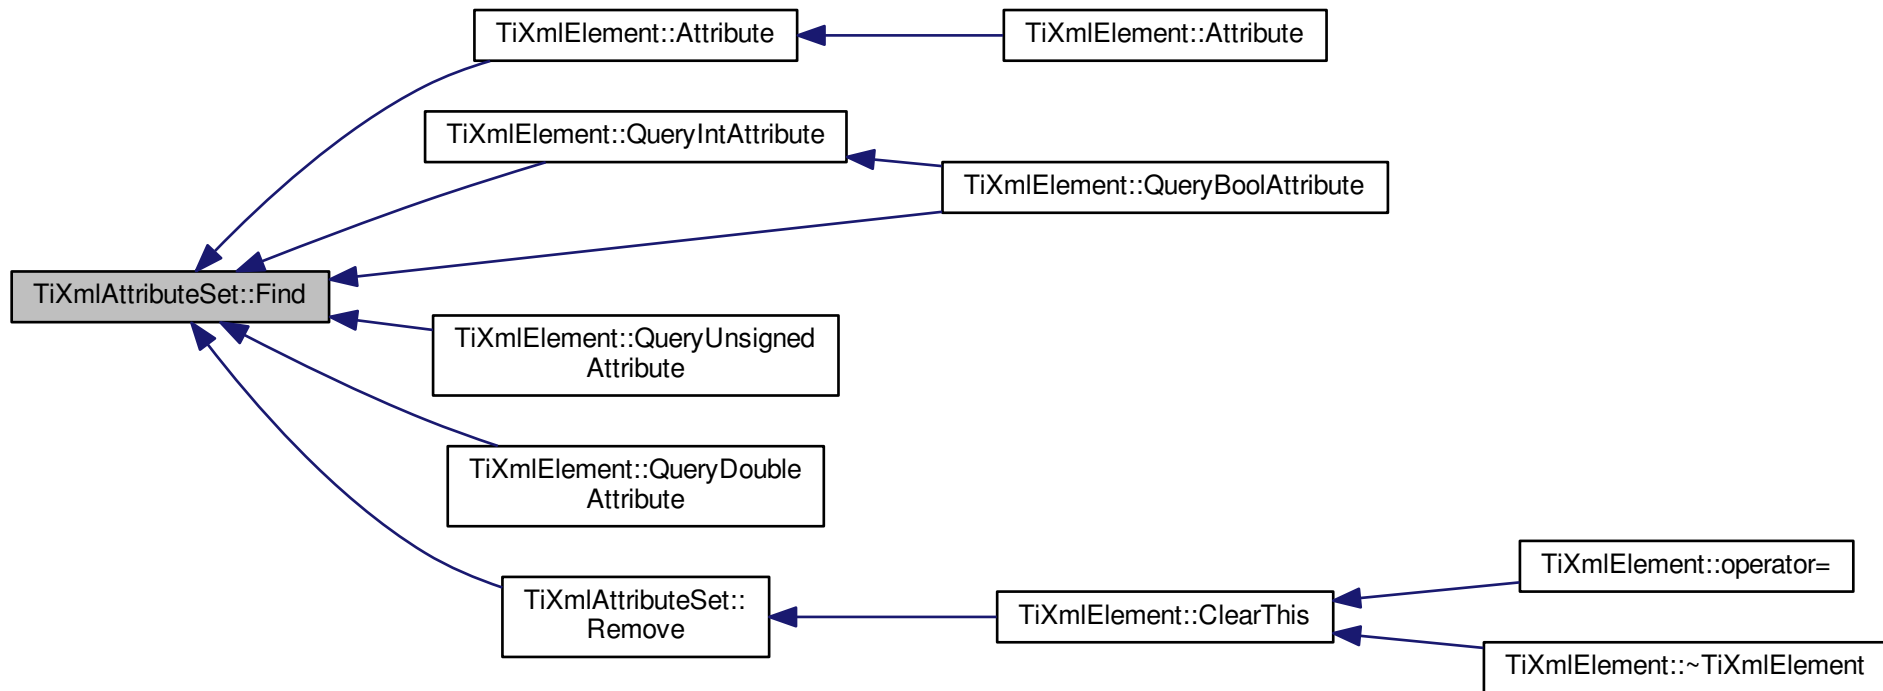 TiXmlElement::Attribute
TiXmlElement::Attribute
TiXmlElement::QueryIntAttribute
TiXmlElement::QueryBoolAttribute
TiXmlAttributeSet::Find
TiXmlElement::QueryUnsigned
Attribute
TiXmlElement::QueryDouble
Attribute
TiXmlAttributeSet::
Remove
TiXmlElement::ClearThis
TiXmlElement::operator=
TiXmlElement::~TiXmlElement